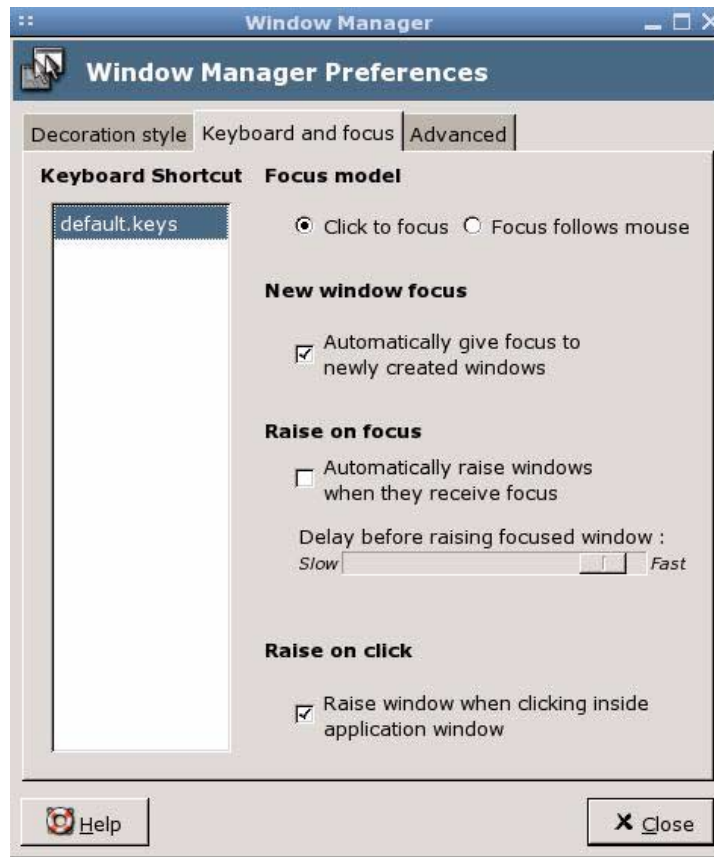 Window Manager
Window Manager Preferences
Decoration style
Keyboard and focus
Advanced
Keyboard Shortcut
default.keys
Focus model
Click to focus
Focus follows mouse
New window focus
Automatically give focus to
newly created windows
Raise on focus
Automatically raise windows
when they receive focus
Delay before raising focused window :
Slow
Fast
Raise on click
Raise window when clicking inside
application window
Help
Close